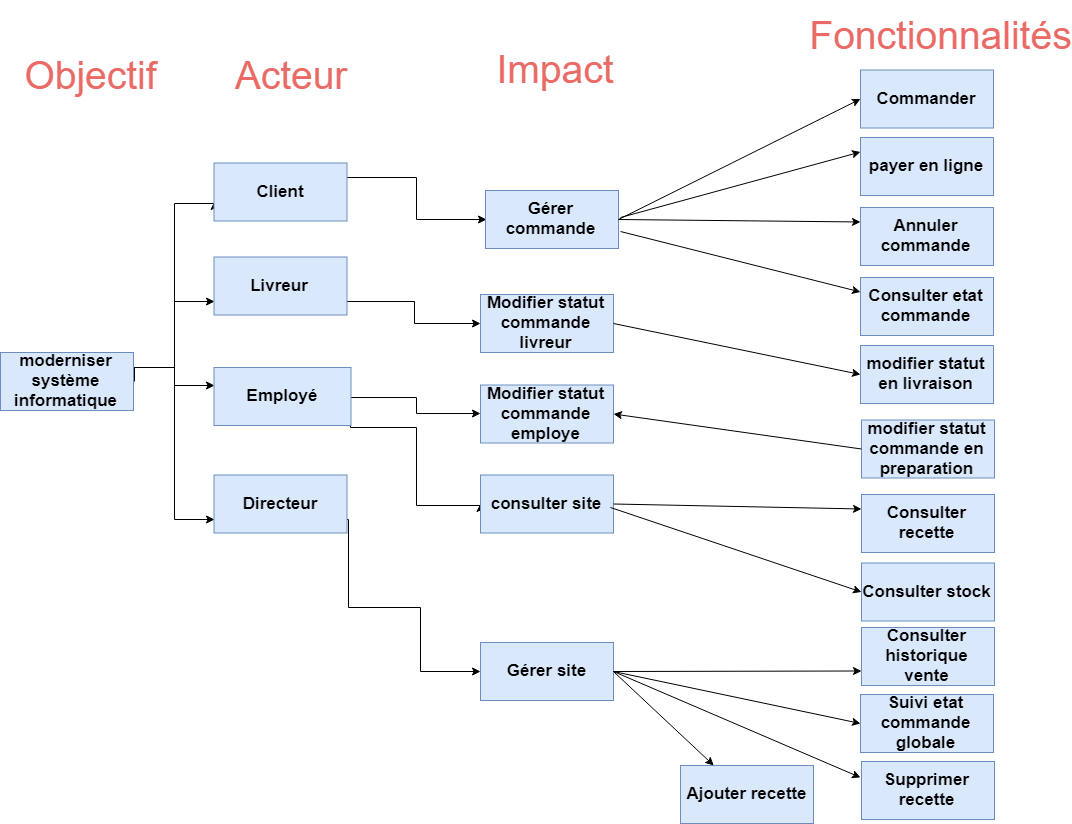 Objectif
Acteur
Impact
Fonctionnalités
moderniser
système
informatique
Client
Livreur
Employé
Directeur
Gérer
commande
Modifier statut
commande
livreur
Modifier statut
commande
employe
consulter site
Gérer site
Commander
payer en ligne
Annuler
commande
Consulter etat
commande
modifier statut
en livraison
modifier statut
commande en
preparation
Consulter
recette
Consulter stock
Consulter
historique
vente
Suivi etat
commande
globale
Supprimer
recette
Ajouter recette